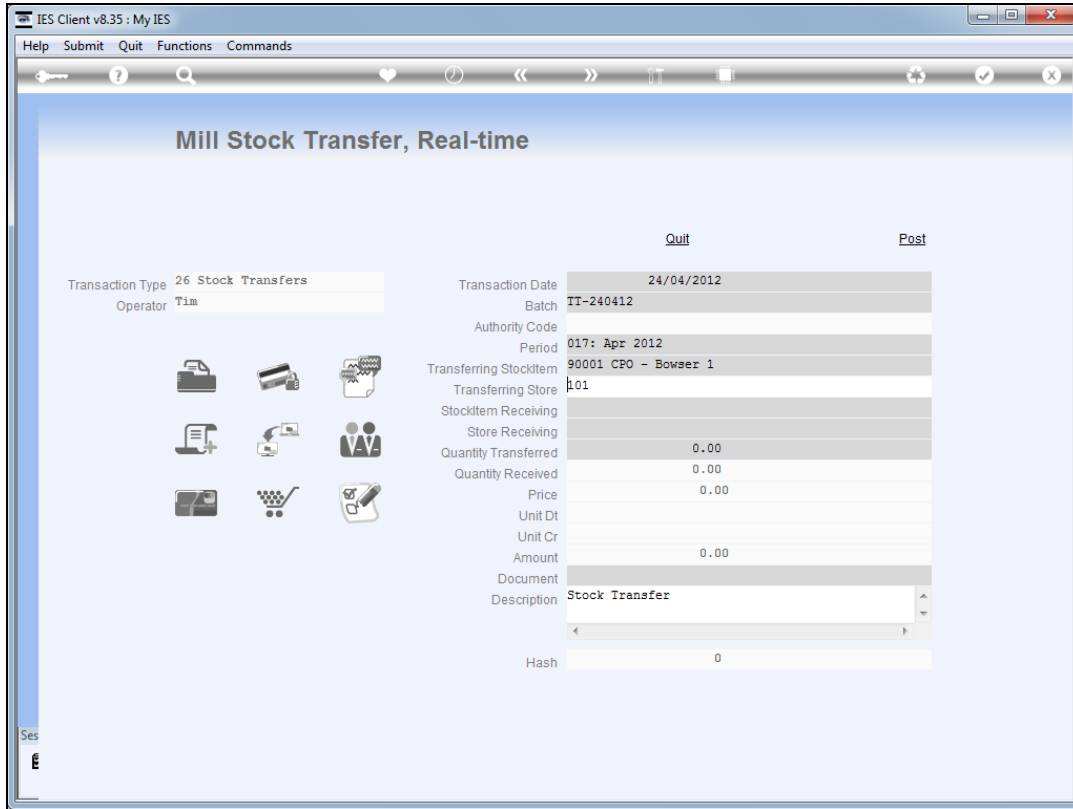 IES Client v8.35 : My IES
Help Submit Quit Functions Commands
Mill Stock Transfer, Real-time
Quit Post
Transaction Type 26 Stock Transfers
Operator Tim
Transaction Date 24/04/2012
Batch TT-240412
Authority Code
Period 017: Apr 2012
Transferring StockItem 90001 CPO - Bowser 1
Transferring Store 101
StockItem Receiving
Store Receiving
Quantity Transferred 0.00
Quantity Received 0.00
Price 0.00
Unit Dt
Unit Cr
Amount 0.00
Document
Description Stock Transfer
Hash 0
Ses